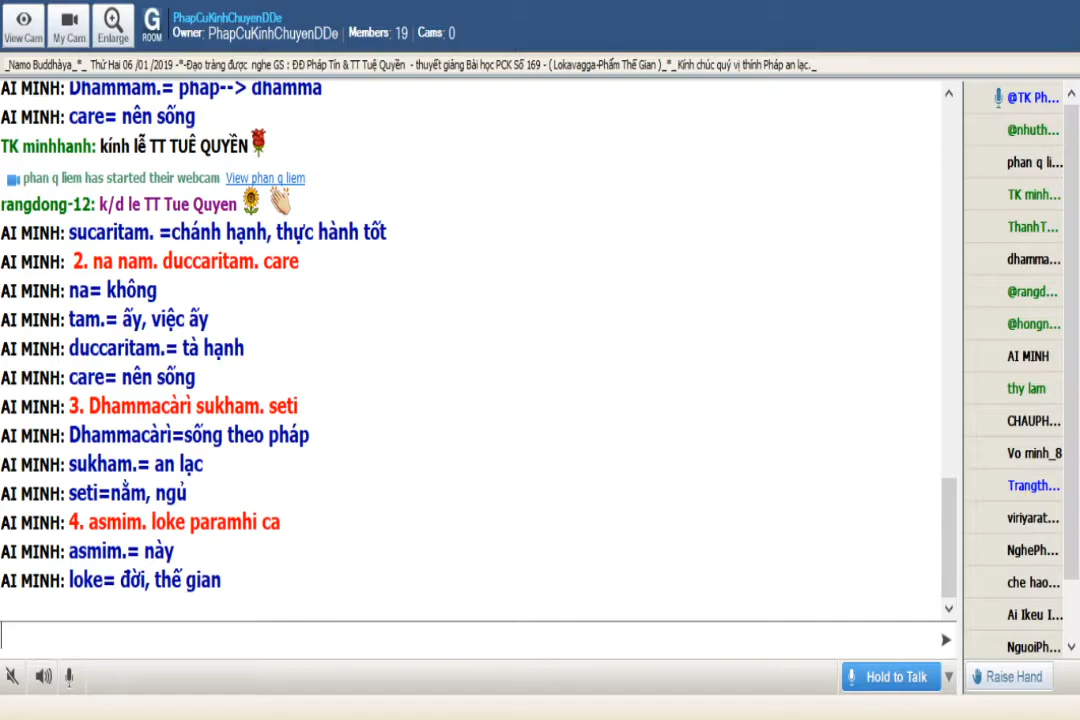 PhapCuKinhChuyenDDe
View Cam
My Cam
Enlarge
G ROOM
Owner: PhapCuKinhChuyenDDe | Members: 19 | Cams: 0
_Namo Buddhàya_*_ Thứ Hai 06 /01 /2019 -*-Đạo tràng được nghe GS : ĐĐ Pháp Tín & TT Tuệ Quyền - thuyết giảng Bài học PCK Số 169 - ( Lokavagga-Phẩm Thế Gian )_*_Kính chúc quý vị thính Pháp an lạc._
AI MINH: Dhammam.= pháp--> dhamma
AI MINH: care= nên sống
TK minhhanh: kính lễ TT TUÊ QUYỀN
phan q liem has started their webcam View phan q liem
rangdong-12: k/d le TT Tue Quyen
AI MINH: sucaritam. =chánh hạnh, thực hành tốt
AI MINH: 2. na nam. duccaritam. care
AI MINH: na= không
AI MINH: tam.= ấy, việc ấy
AI MINH: duccaritam.= tà hạnh
AI MINH: care= nên sống
AI MINH: 3. Dhammacàrì sukham. seti
AI MINH: Dhammacàrì=sống theo pháp
AI MINH: sukham.= an lạc
AI MINH: seti=nằm, ngủ
AI MINH: 4. asmim. loke paramhi ca
AI MINH: asmim.= này
AI MINH: loke= đời, thế gian
@TK Ph...
@nhuth...
phan q li...
TK minh...
ThanhT...
dhamma...
@rangd...
@hongn...
AI MINH
thy lam
CHAUPH...
Vo minh_8
Trangth...
viriyarat...
NghePh...
che hao...
Ai Ikeu I...
NguoiPh...
Hold to Talk
Raise Hand